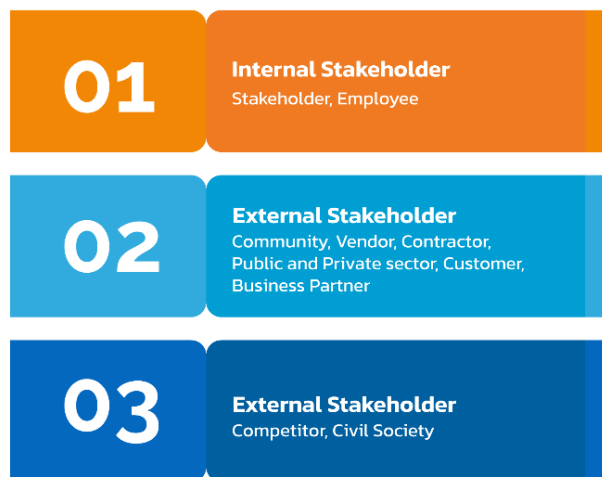 01
Internal Stakeholder
Stakeholder, Employee
02
External Stakeholder
Community, Vendor, Contractor,
Public and Private sector, Customer,
Business Partner
03
External Stakeholder
Competitor, Civil Society